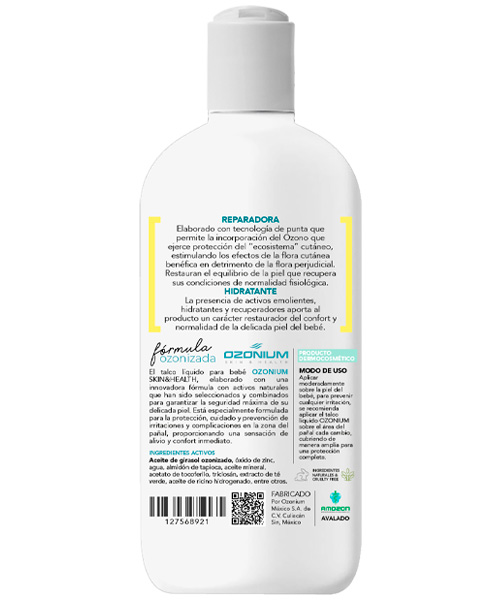 REPARADORA
Elaborado con tecnología de punta que
permite la incorporación del Ózono que
ejerce protección del "ecosistema" cutáneo,
estimulando los efectos de la flora cutánea
benéfica en detrimento de la flora perjudicial.
Restauran el equilibrio de la piel que recupera
sus condiciones de normalidad fisiológica.
HIDRATANTE
La presencia de activos emolientes,
hidratantes y recuperadores aporta al
producto un carácter restaurador del confort y
normalidad de la delicada piel del bebé.
fórmula
ozonizada
OZONIUM
SKIN & HEALTH
El talco líquido para bebé OZONIUM
SKIN&HEALTH, elaborado con una
innovadora fórmula con activos naturales
que han sido seleccionados y combinados
para garantizar la seguridad máxima de su
delicada piel. Está especialmente formulada
para la protección, cuidado y prevención de
irritaciones y complicaciones en la zona del
pañal, proporcionando una sensación de
alivio y confort inmediato.
INGREDIENTES ACTIVOS
Aceite de girasol ozonizado, óxido de zinc,
agua, almidón de tapioca, aceite mineral,
acetato de tocoferilo, triclosán, extracto de té
verde, aceite de ricino hidrogenado, entre otros.
PRODUCTO
DERMOCOSMÉTICO
MODO DE USO
Aplicar
moderadamente
sobre la piel del
bebé, para prevenir
cualquier irritación,
se recomienda
aplicar el talco
líquido OZONIUM
sobre el área del
pañal cada cambio,
cubriendo de
manera amplia para
una protección
completa.
INGREDIENTES
NATURALES &
CRUELTY FREE
127568921
FABRICADO
Por Ozonium
México S.A. de
C.V. Culiacán
Sin, México
AMOZON
AVALADO